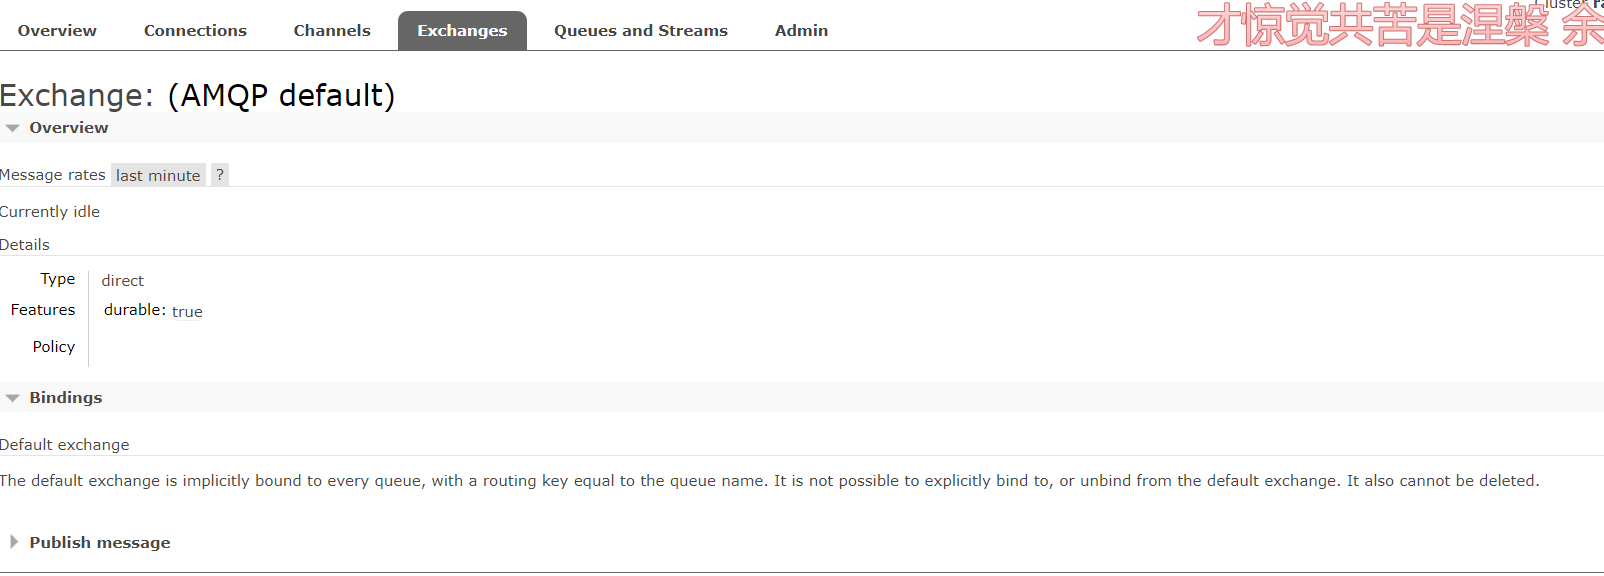 Cluster
Overview Connections Channels Exchanges Queues and Streams Admin
才惊觉共苦是涅槃 余
Exchange: (AMQP default)
Overview
Message rates last minute ?
Currently idle
Details
Type direct
Features durable: true
Policy
Bindings
Default exchange
The default exchange is implicitly bound to every queue, with a routing key equal to the queue name. It is not possible to explicitly bind to, or unbind from the default exchange. It also cannot be deleted.
Publish message